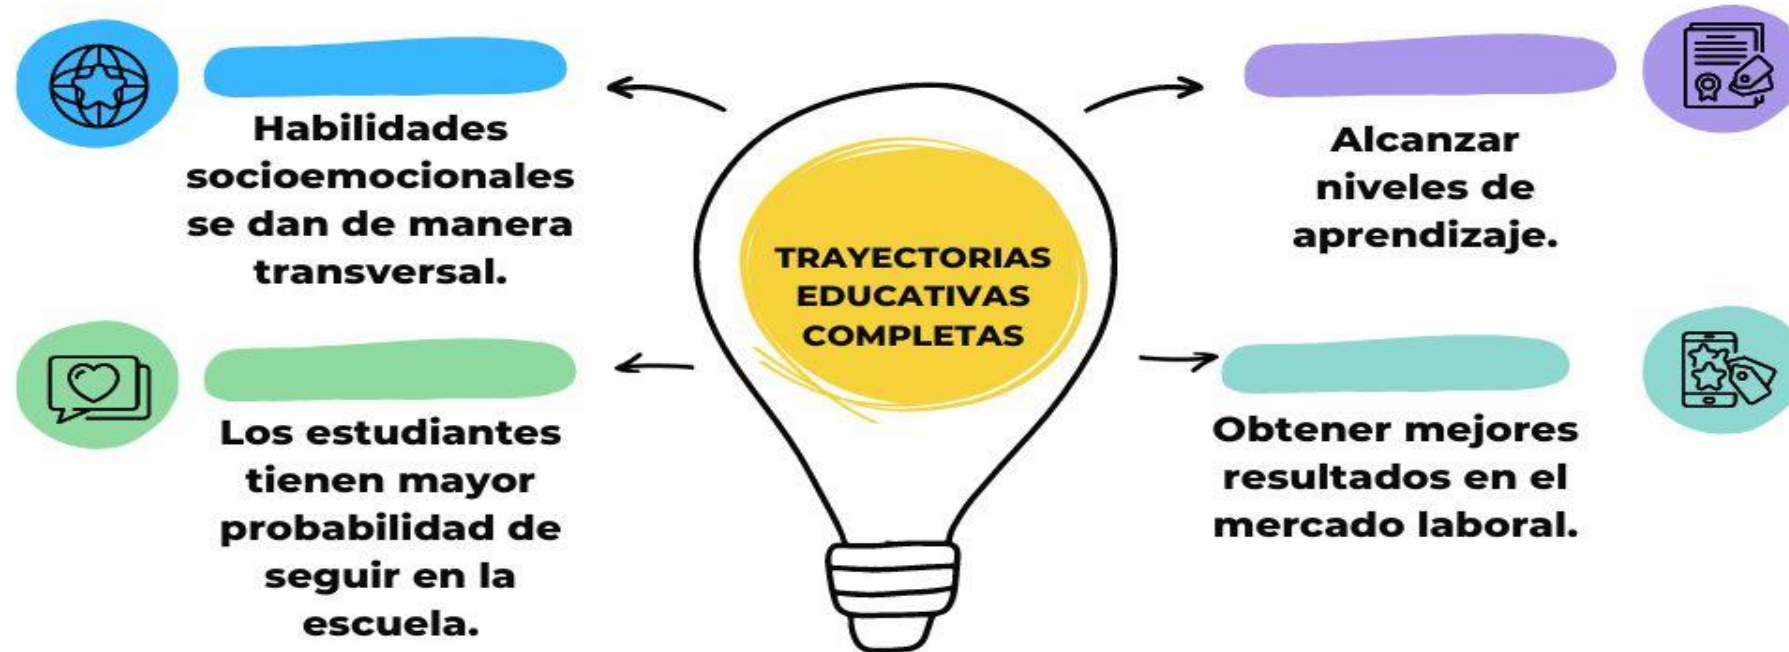 Habilidades
socioemocionales
se dan de manera
transversal.
Los estudiantes
tienen mayor
probabilidad de
seguir en la
escuela.
TRAYECTORIAS
EDUCATIVAS
COMPLETAS
Alcanzar
niveles de
aprendizaje.
Obtener mejores
resultados en el
mercado laboral.